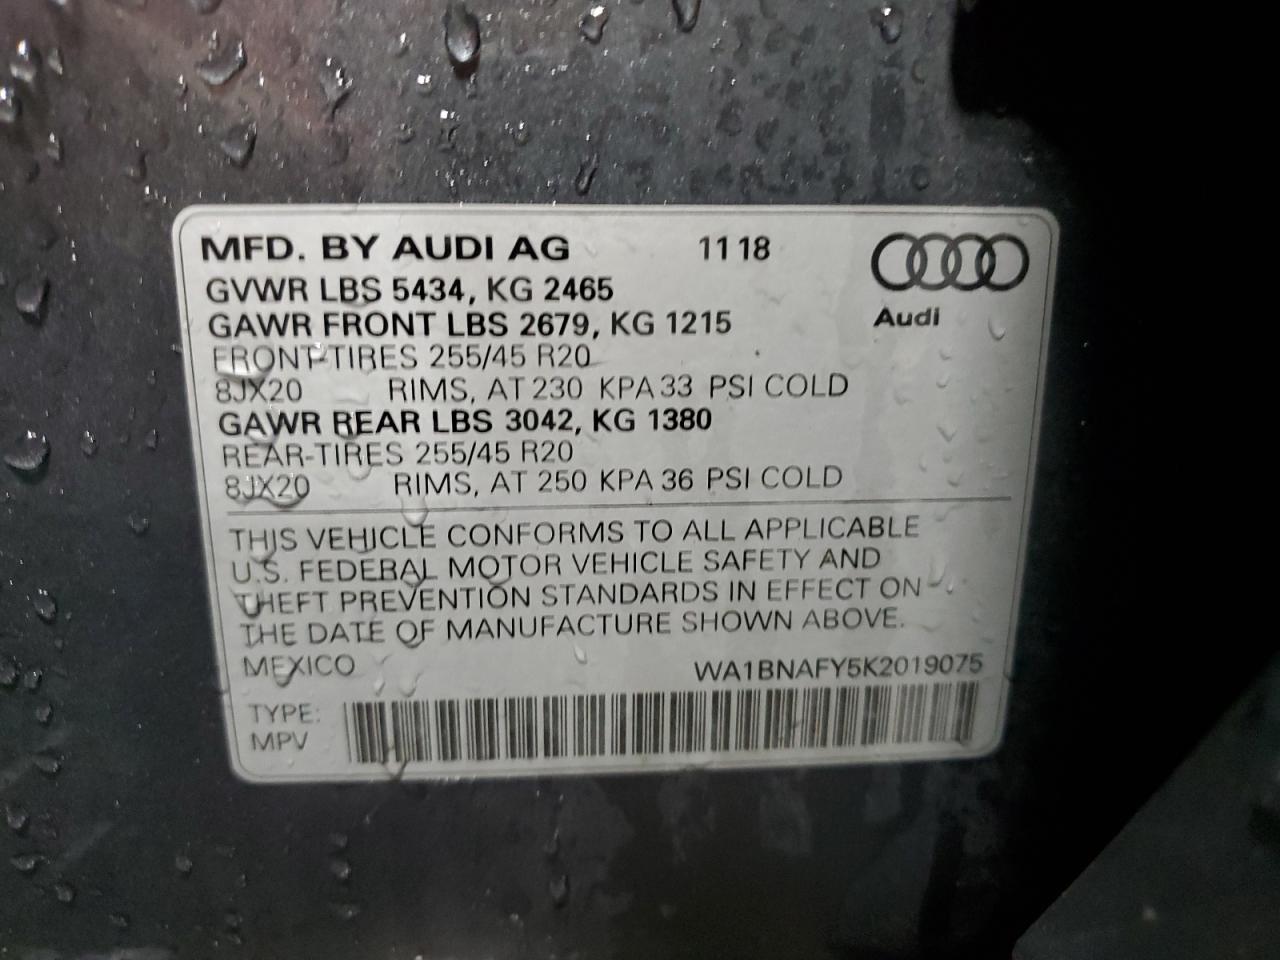 MFD. BY AUDI AG 11 18
GVWR LBS 5434, KG 2465
GAWR FRONT LBS 2679, KG 1215
Audi
FRONT-TIRES 255/45 R20
8JX20 RIMS, AT 230 KPA 33 PSI COLD
GAWR REAR LBS 3042, KG 1380
REAR-TIRES 255/45 R20
8JX20 RIMS, AT 250 KPA 36 PSI COLD
THIS VEHICLE CONFORMS TO ALL APPLICABLE
U.S. FEDERAL MOTOR VEHICLE SAFETY AND
THEFT PREVENTION STANDARDS IN EFFECT ON
THE DATE OF MANUFACTURE SHOWN ABOVE.
MEXICO WA1BNAFY5K2019075
TYPE:
MPV